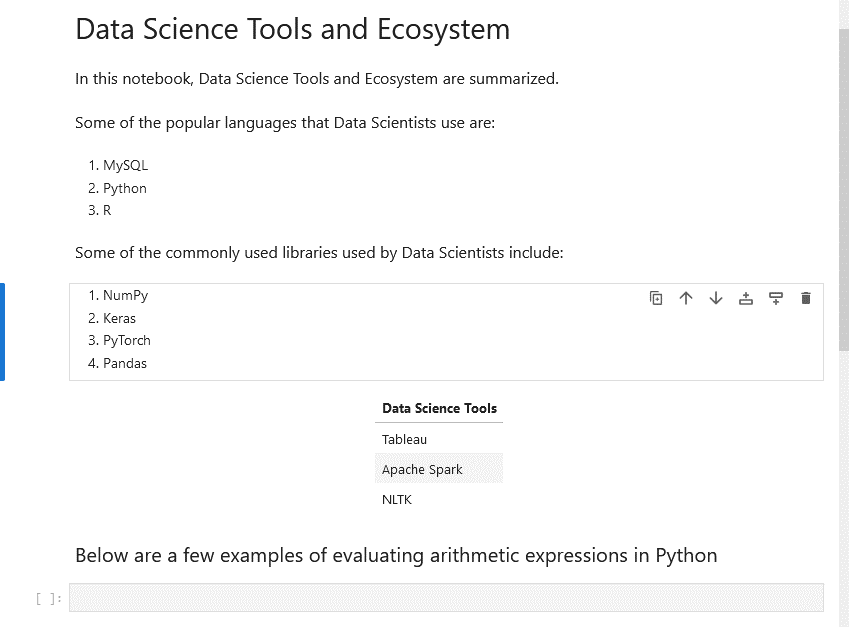 Data Science Tools and Ecosystem
In this notebook, Data Science Tools and Ecosystem are summarized.
Some of the popular languages that Data Scientists use are:
1. MySQL
2. Python
3. R
Some of the commonly used libraries used by Data Scientists include:
1. NumPy
2. Keras
3. PyTorch
4. Pandas
Data Science Tools
Tableau
Apache Spark
NLTK
Below are a few examples of evaluating arithmetic expressions in Python
[ ]: